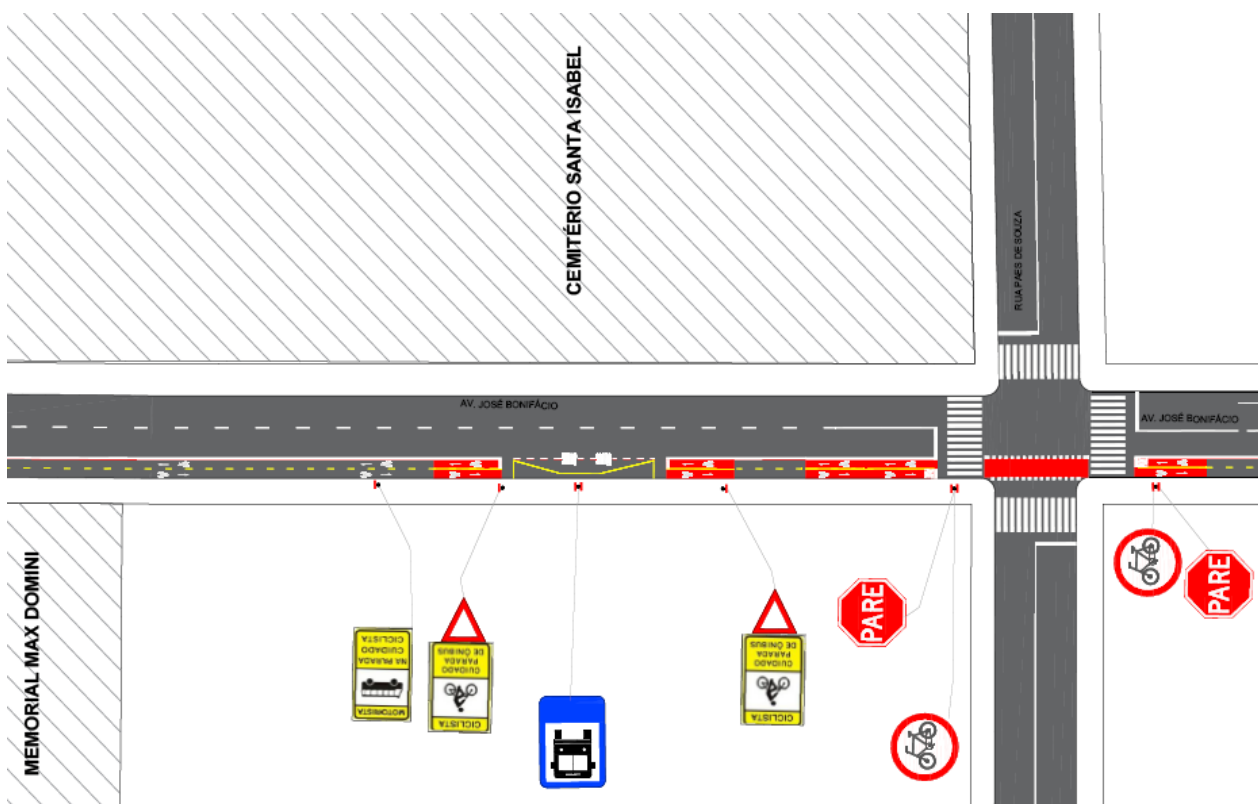 CEMITÉRIO SANTA ISABEL
RUA PAES DE SOUZA
AV. JOSÉ BONIFÁCIO
AV. JOSÉ BONIFÁCIO
MEMORIAL MAX DOMINI
MOTORISTA
CUIDADO
NA PARADA
CICLISTA
CICLISTA
CUIDADO
PARADA
DE ÔNIBUS
CICLISTA
CUIDADO
PARADA
DE ÔNIBUS
PARE
PARE